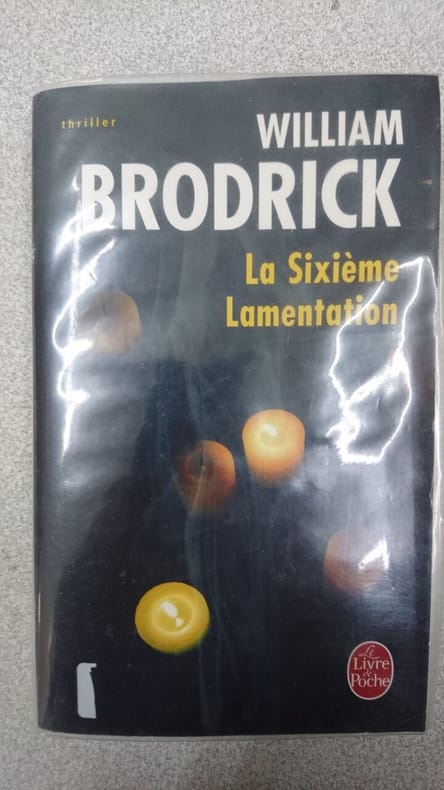 thriller
WILLIAM
BRODRICK
La Sixième
Lamentation
Le
Livre
de
Poche